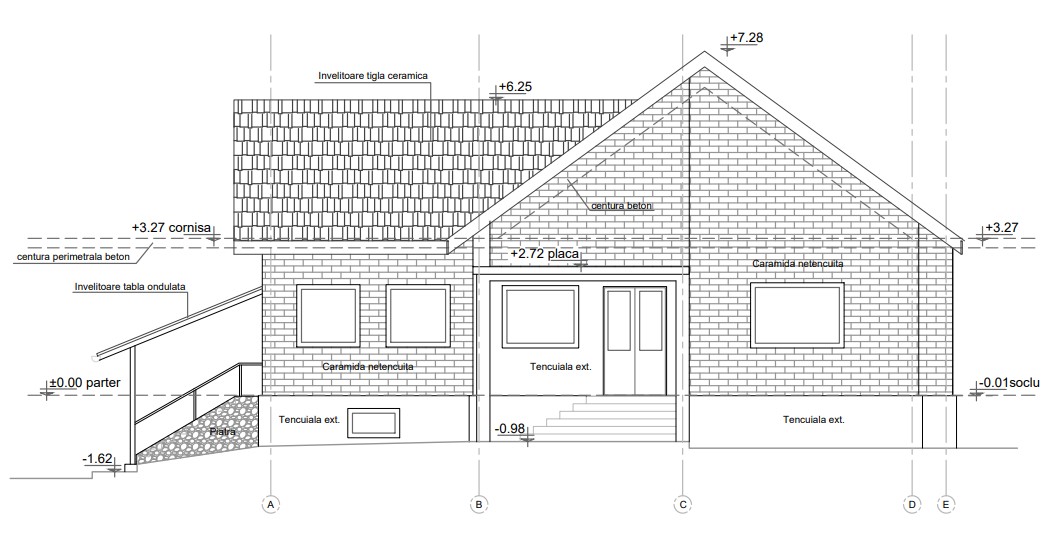 +7.28
Invelitoare tigla ceramica
+6.25
centura beton
+3.27 cornisa
+3.27
centura perimetrala beton
+2.72 placa
Caramida netencuita
Invelitoare tabla ondulata
Caramida netencuita
Tencuiala ext.
±0.00 parter
-0.01soclu
Tencuiala ext.
Tencuiala ext.
Piatra
-0.98
-1.62
A
B
C
D
E